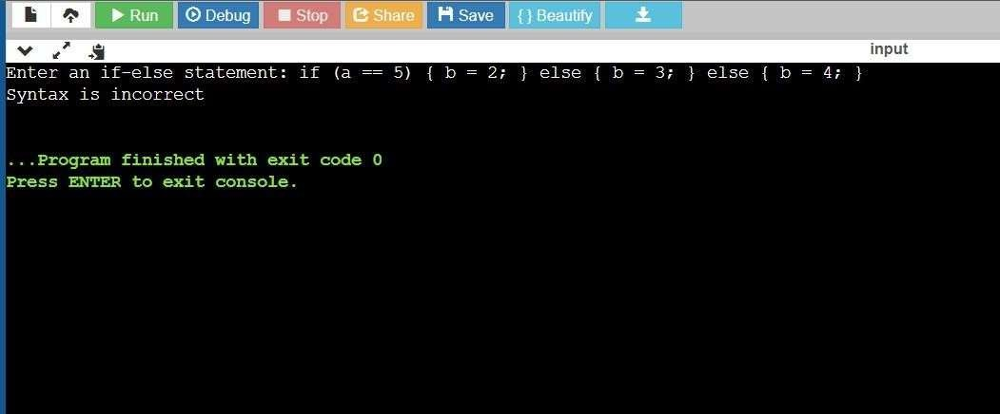 Run Debug Stop Share Save { } Beautify
input
Enter an if-else statement: if (a == 5) { b = 2; } else { b = 3; } else { b = 4; }
Syntax is incorrect
...Program finished with exit code 0
Press ENTER to exit console.